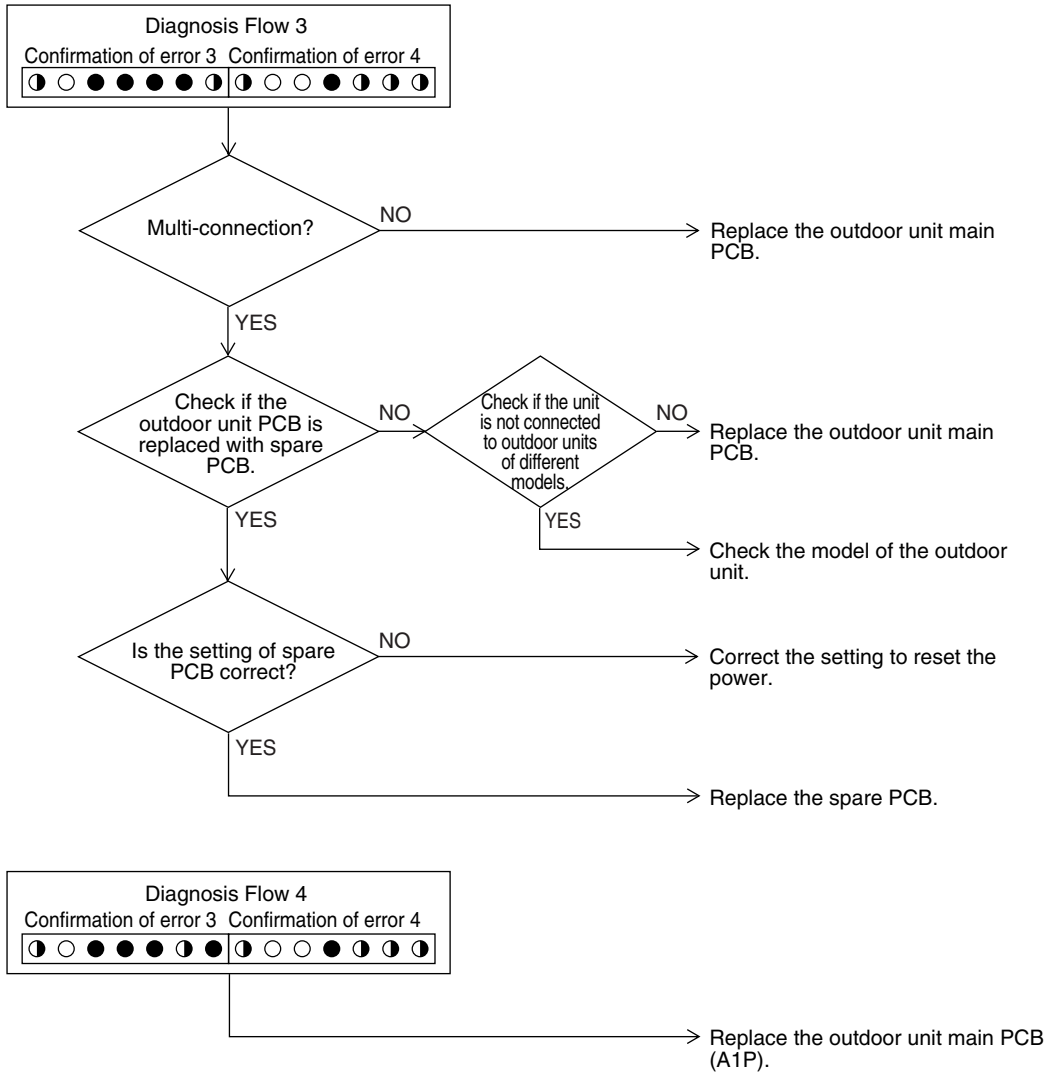 Diagnosis Flow 3
Confirmation of error 3 Confirmation of error 4
Multi-connection?
NO
Replace the outdoor unit main
PCB.
YES
Check if the
outdoor unit PCB is
replaced with spare
PCB.
NO
Check if the unit
is not connected
to outdoor units
of different
models.
NO
Replace the outdoor unit main
PCB.
YES
Check the model of the outdoor
unit.
YES
Is the setting of spare
PCB correct?
NO
Correct the setting to reset the
power.
YES
Replace the spare PCB.
Diagnosis Flow 4
Confirmation of error 3 Confirmation of error 4
Replace the outdoor unit main PCB
(A1P).